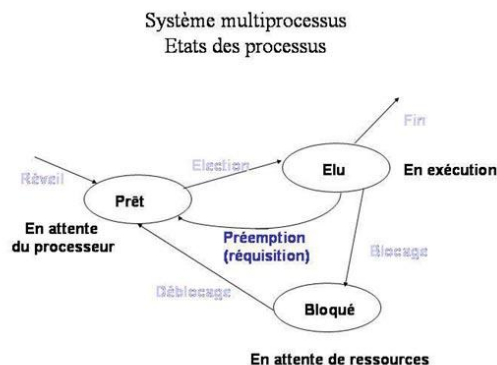 Système multiprocessus
Etats des processus
Fin
Réveil
Election
Elu
En exécution
Prêt
En attente
du processeur
Préemption
(réquisition)
Blocage
Déblocage
Bloqué
En attente de ressources